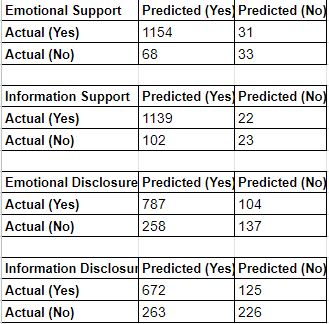 Emotional Support Predicted (Yes) Predicted (No)
Actual (Yes) 1154 31
Actual (No) 68 33
Information Support Predicted (Yes) Predicted (No)
Actual (Yes) 1139 22
Actual (No) 102 23
Emotional Disclosure Predicted (Yes) Predicted (No)
Actual (Yes) 787 104
Actual (No) 258 137
Information Disclosur Predicted (Yes) Predicted (No)
Actual (Yes) 672 125
Actual (No) 263 226